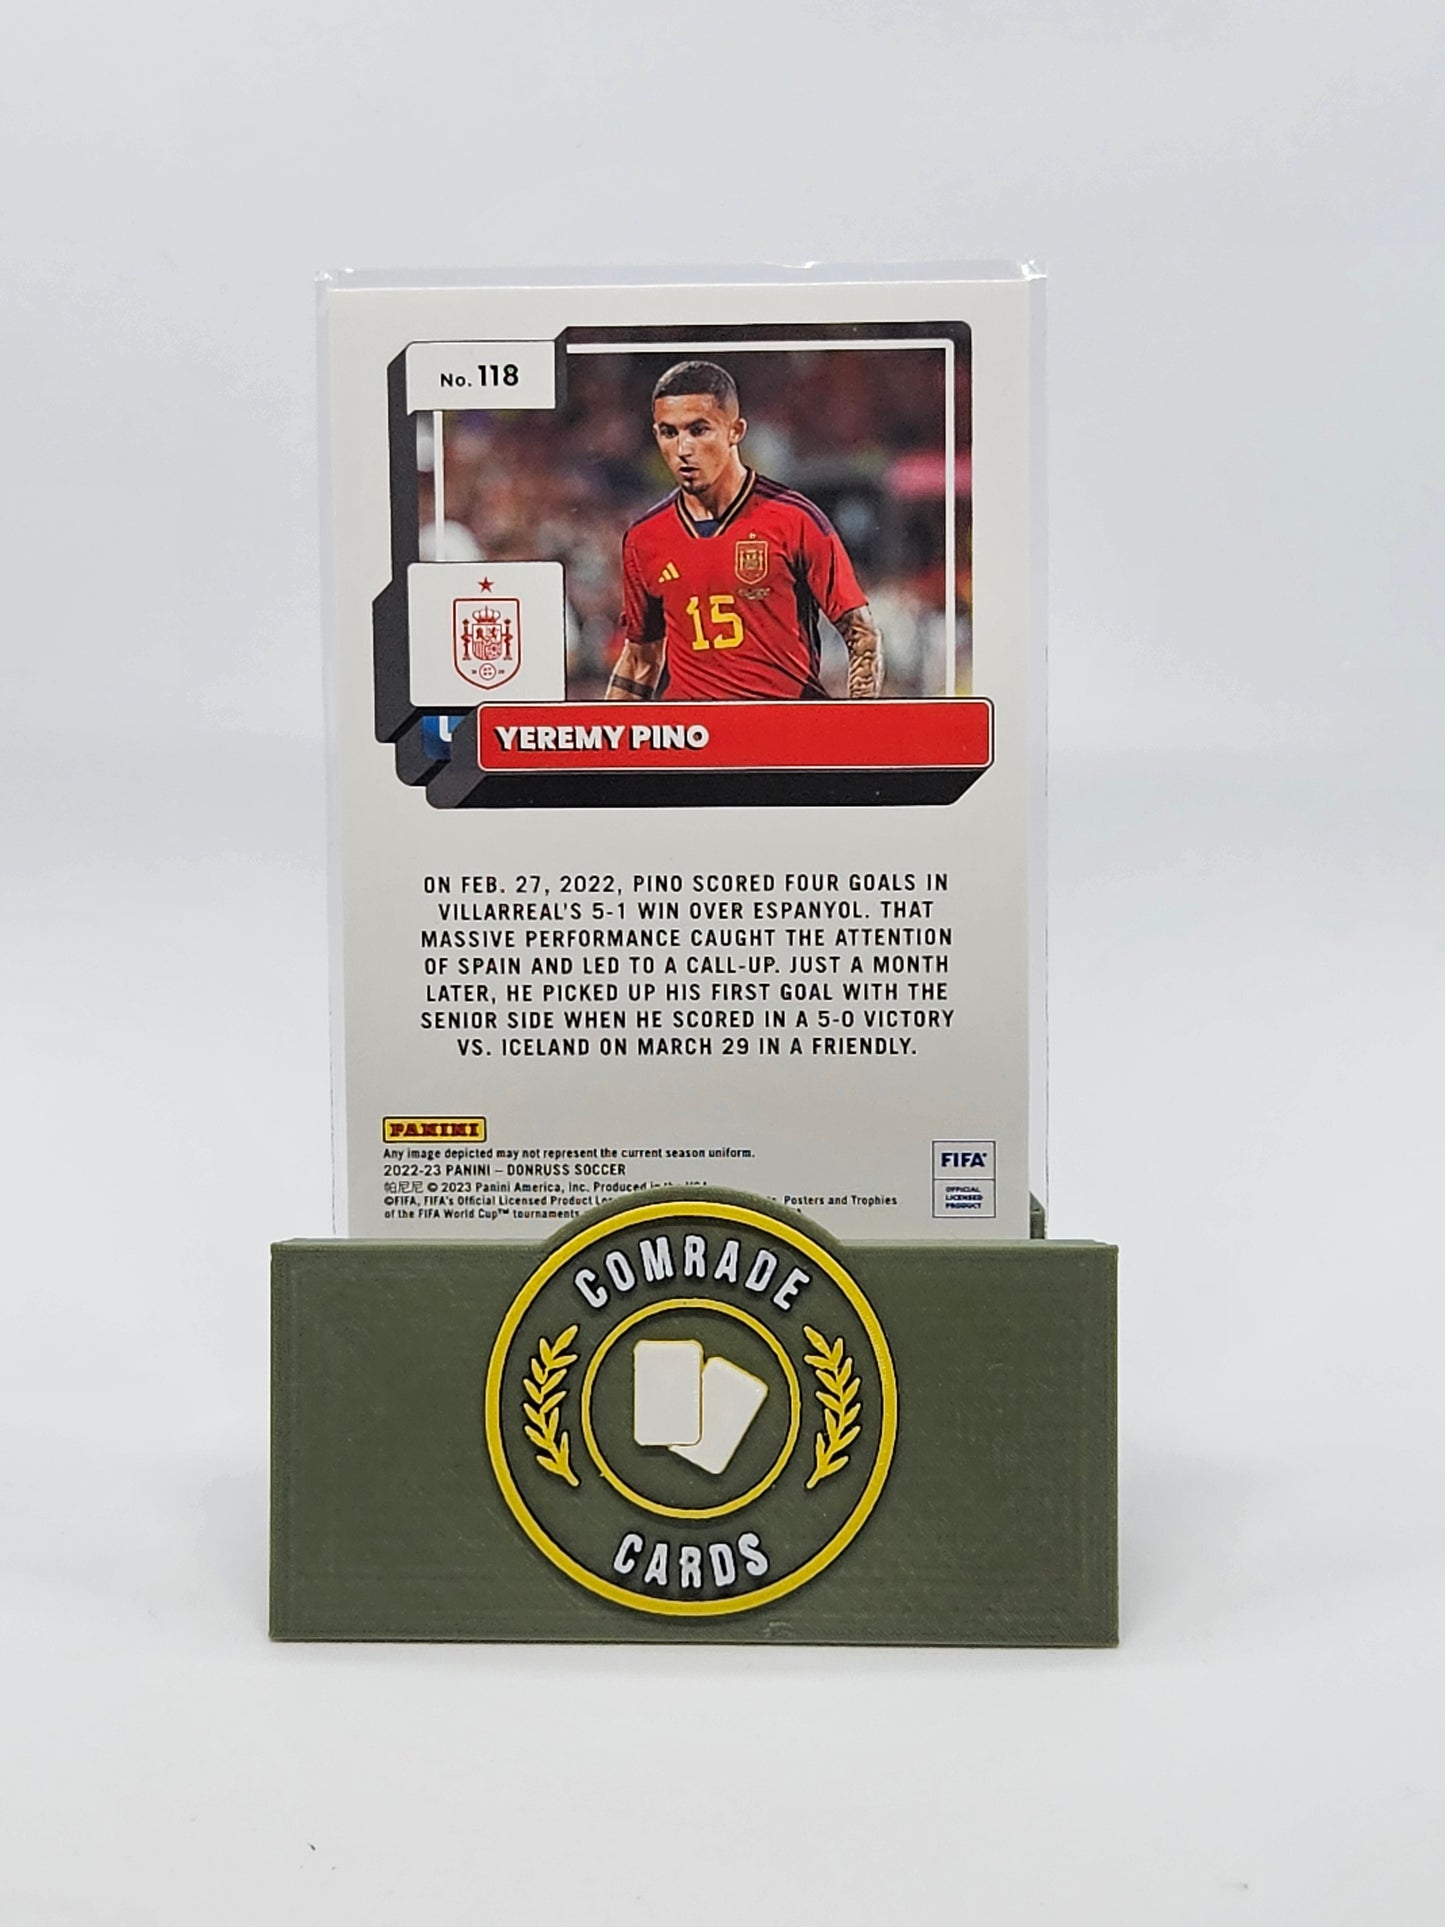 No. 118
15
YEREMY PINO
ON FEB. 27, 2022, PINO SCORED FOUR GOALS IN
VILLARREAL'S 5-1 WIN OVER ESPANYOL. THAT
MASSIVE PERFORMANCE CAUGHT THE ATTENTION
OF SPAIN AND LED TO A CALL-UP. JUST A MONTH
LATER, HE PICKED UP HIS FIRST GOAL WITH THE
SENIOR SIDE WHEN HE SCORED IN A 5-0 VICTORY
VS. ICELAND ON MARCH 29 IN A FRIENDLY.
PANINI
Any image depicted may not represent the current season uniform.
2022-23 PANINI – DONRUSS SOCCER
帕尼尼 © 2023 Panini America, Inc. Produced in the USA
©FIFA, FIFA's Official Licensed Product Posters and Trophies
of the FIFA World Cup™ tournaments
FIFA
OFFICIAL
LICENSED
PRODUCT
COMRADE
CARDS